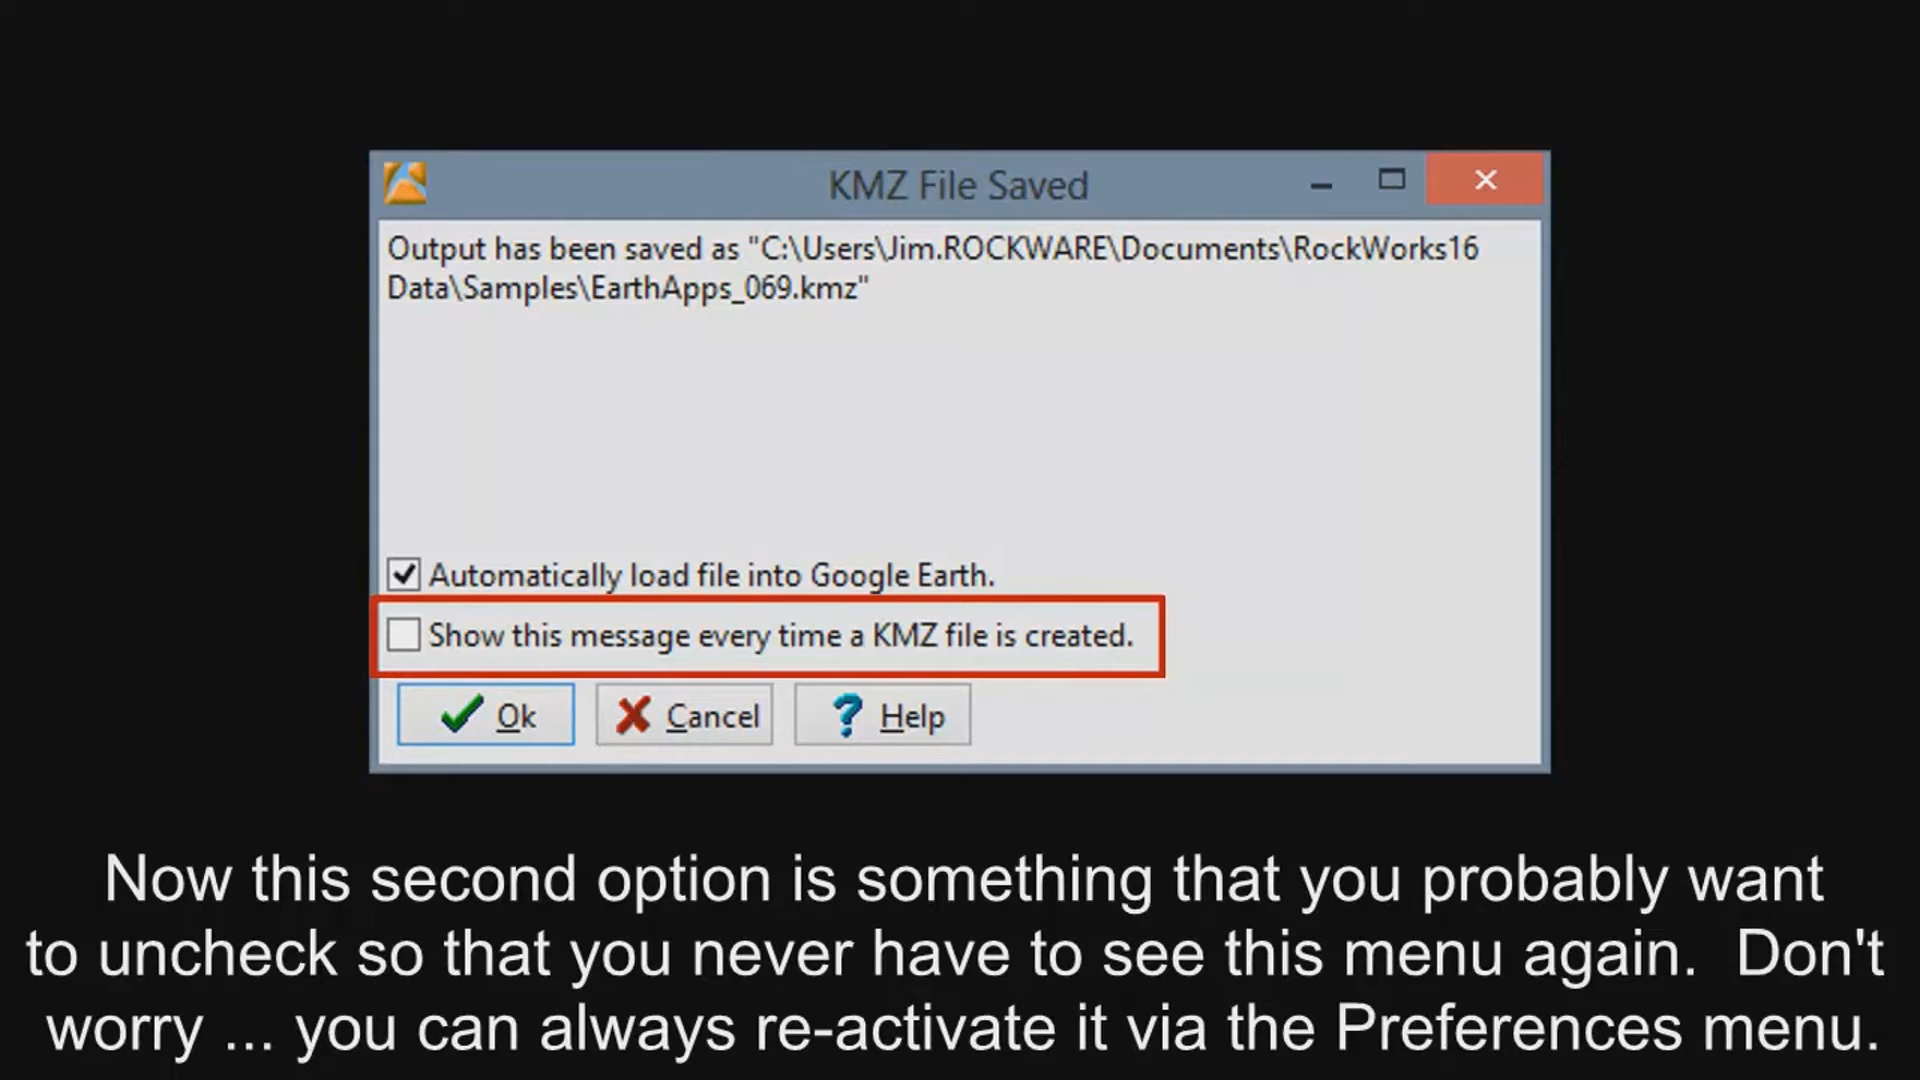 KMZ File Saved
Output has been saved as "C:\Users\Jim.ROCKWARE\Documents\RockWorks16
Data\Samples\EarthApps_069.kmz"
Automatically load file into Google Earth.
Show this message every time a KMZ file is created.
Ok Cancel Help
Now this second option is something that you probably want
to uncheck so that you never have to see this menu again.  Don't
worry ... you can always re-activate it via the Preferences menu.